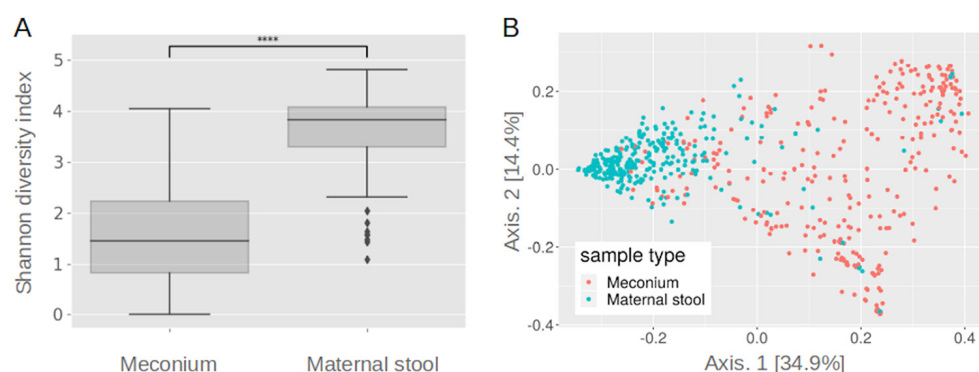 A
****
Shannon diversity index
5
4
3
2
1
0
Meconium
Maternal stool
B
Axis. 2 [14.4%]
0.2
0.0
-0.2
-0.4
sample type
Meconium
Maternal stool
-0.2
0.0
0.2
0.4
Axis. 1 [34.9%]